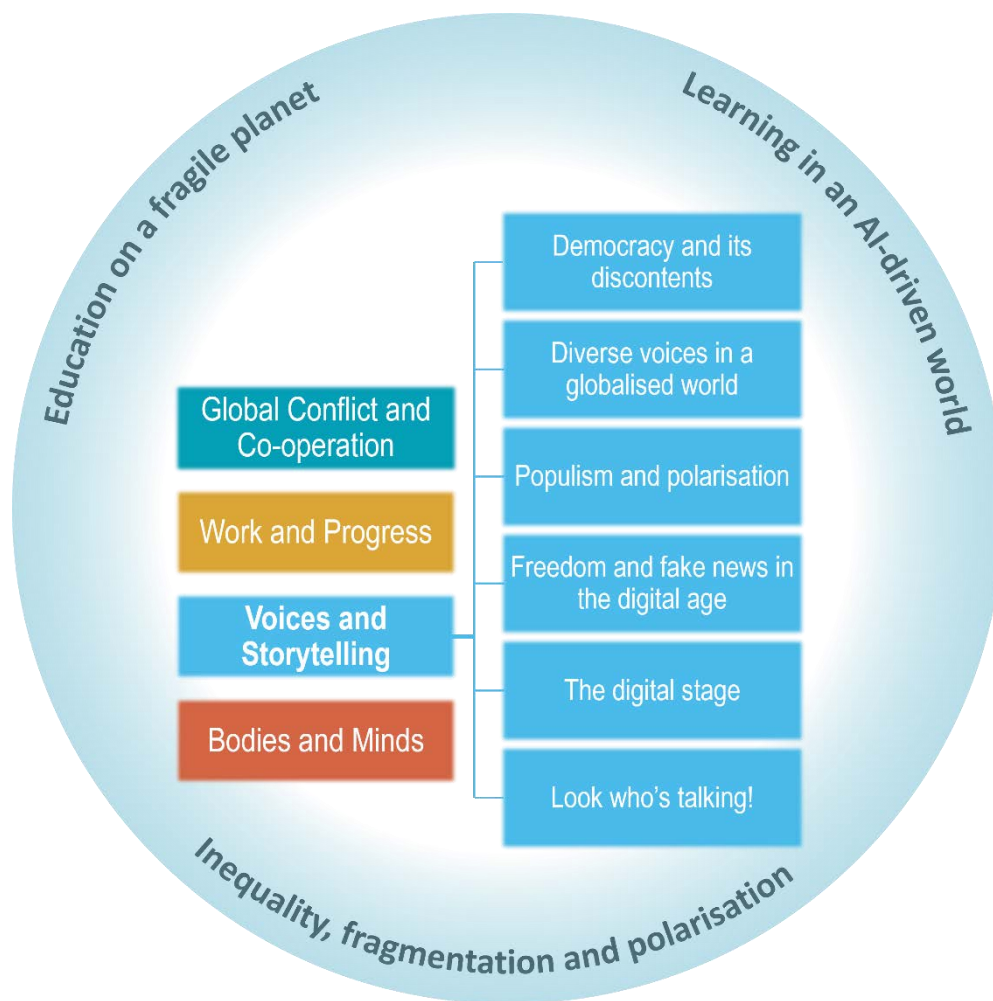 Education on a fragile planet
Learning in an AI-driven world
Global Conflict and
Co-operation
Work and Progress
Voices and
Storytelling
Bodies and Minds
Democracy and its
discontents
Diverse voices in a
globalised world
Populism and polarisation
Freedom and fake news in
the digital age
The digital stage
Look who's talking!
Inequality, fragmentation and polarisation